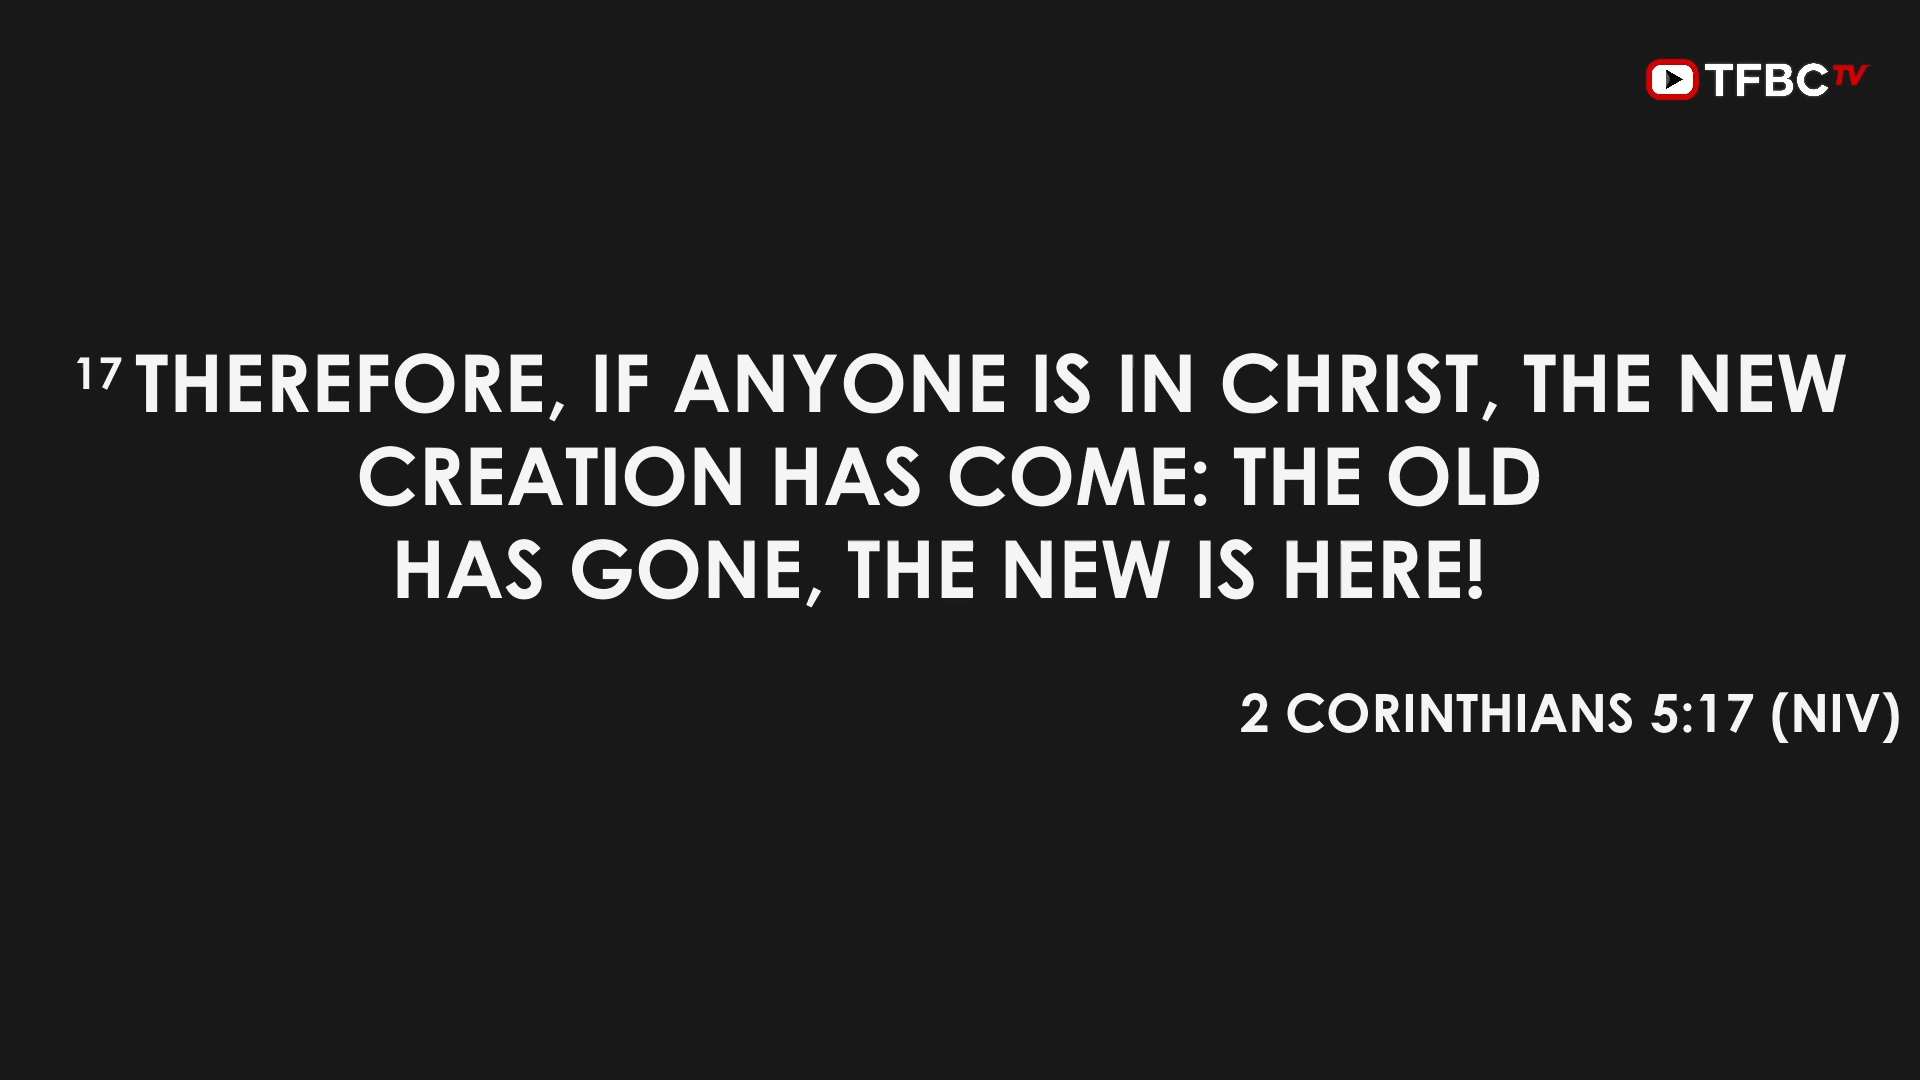 TFBC TV
17 THEREFORE, IF ANYONE IS IN CHRIST, THE NEW
CREATION HAS COME: THE OLD
HAS GONE, THE NEW IS HERE!
2 CORINTHIANS 5:17 (NIV)